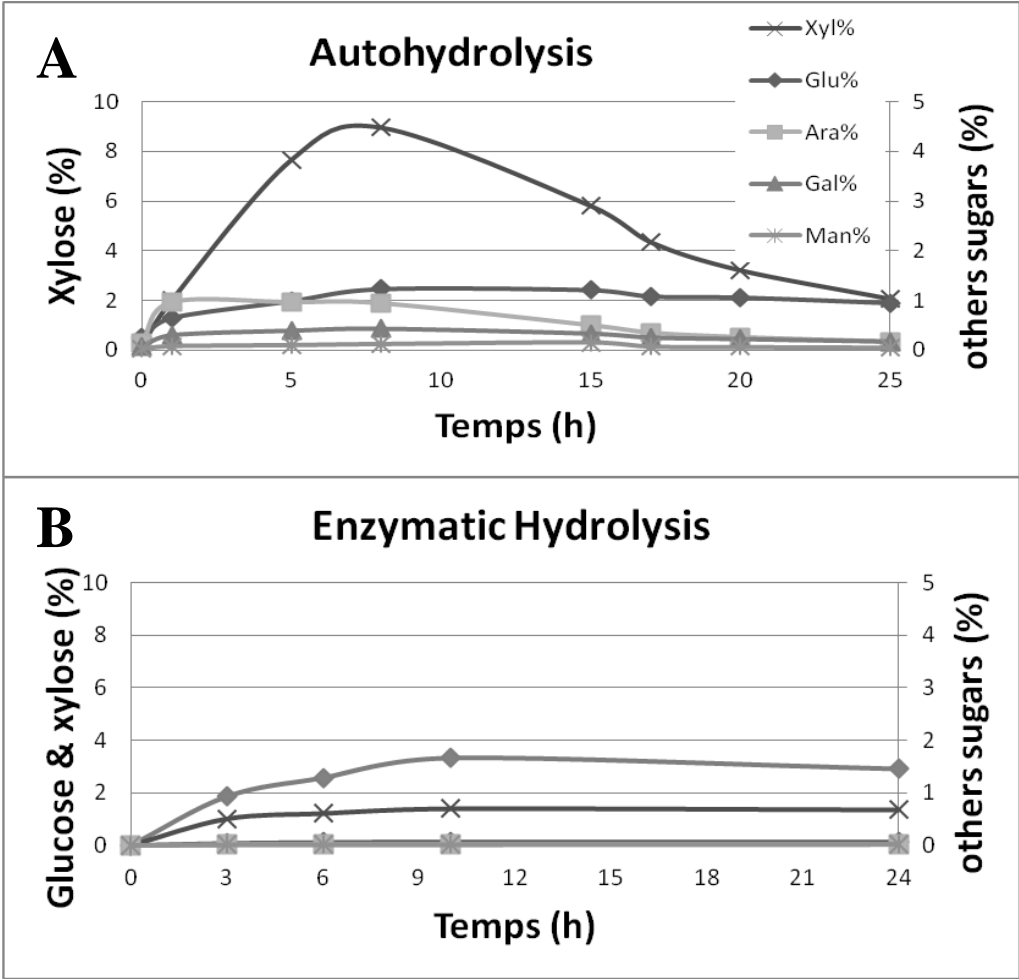 A
Autohydrolysis
Xyl%
Glu%
Ara%
Gal%
Man%
Xylose (%)
10
8
6
4
2
0
5
4
3
2
1
0
others sugars (%)
0 5 10 15 20 25
Temps (h)
B
Enzymatic Hydrolysis
Glucose & xylose (%)
10
8
6
4
2
0
5
4
3
2
1
0
others sugars (%)
0 3 6 9 12 15 18 21 24
Temps (h)